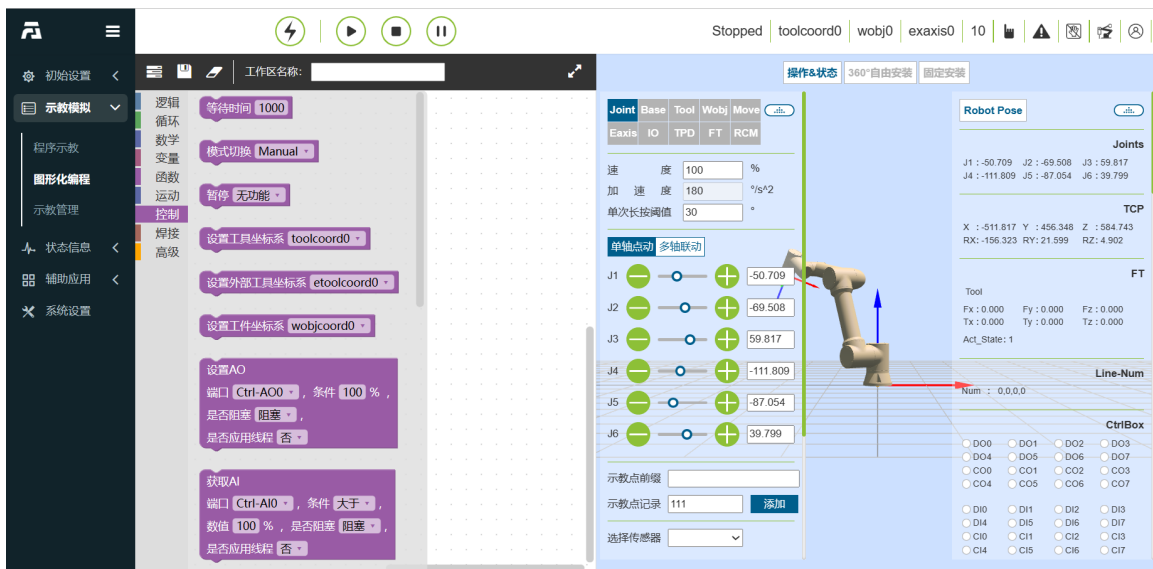 Stopped toolcoord0 wobj0 exaxis0 10
初始设置
示教模拟
程序示教
图形化编程
示教管理
状态信息
辅助应用
系统设置
工作区名称:
逻辑
循环
数学
变量
函数
运动
控制
焊接
高级
等待时间 1000
模式切换 Manual
暂停 无功能
设置工具坐标系 toolcoord0
设置外部工具坐标系 etoolcoord0
设置工件坐标系 wobjcoord0
设置AO
端口 Ctrl-AO0 , 条件 100 % ,
是否阻塞 阻塞 ,
是否应用线程 否
获取AI
端口 Ctrl-AI0 , 条件 大于 ,
数值 100 % , 是否阻塞 阻塞 ,
是否应用线程 否
操作&状态 360°自由安装 固定安装
Joint Base Tool Wobj Move
Eaxis IO TPD FT RCM
速 度 100 %
加 速 度 180 °/s^2
单次长按阈值 30 °
单轴点动 多轴联动
J1 -50.709
J2 -69.508
J3 59.817
J4 -111.809
J5 -87.054
J6 39.799
示教点前缀
示教点记录 111 添加
选择传感器
Robot Pose
Joints
J1 : -50.709 J2 : -69.508 J3 : 59.817
J4 : -111.809 J5 : -87.054 J6 : 39.799
TCP
X : -511.817 Y : 456.348 Z : 584.743
RX: -156.323 RY: 21.599 RZ: 4.902
FT
Tool
Fx : 0.000 Fy : 0.000 Fz : 0.000
Tx : 0.000 Ty : 0.000 Tz : 0.000
Act_State: 1
Line-Num
Num : 0,0,0,0
CtrlBox
DO0 DO1 DO2 DO3
DO4 DO5 DO6 DO7
CO0 CO1 CO2 CO3
CO4 CO5 CO6 CO7
DI0 DI1 DI2 DI3
DI4 DI5 DI6 DI7
CI0 CI1 CI2 CI3
CI4 CI5 CI6 CI7